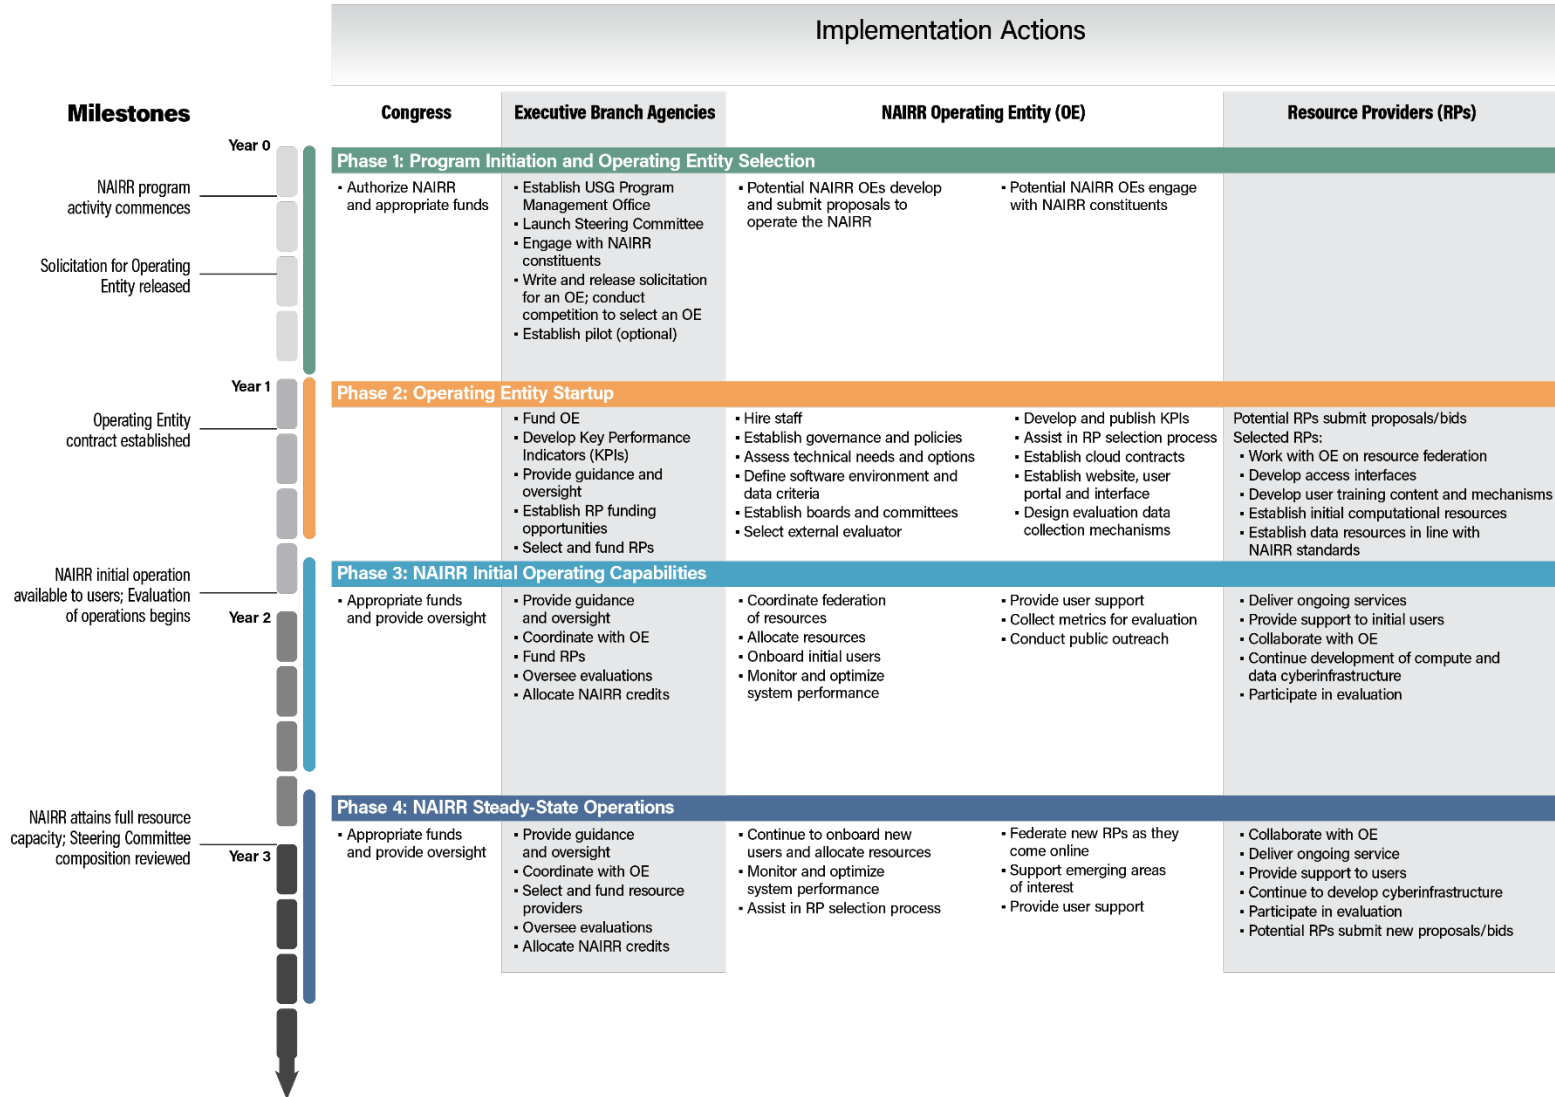 Implementation Actions
Milestones
Congress
Executive Branch Agencies
NAIRR Operating Entity (OE)
Resource Providers (RPs)
Year 0
NAIRR program
activity commences
Solicitation for Operating
Entity released
Phase 1: Program Initiation and Operating Entity Selection
▪ Authorize NAIRR
and appropriate funds
▪ Establish USG Program
Management Office
▪ Launch Steering Committee
▪ Engage with NAIRR
constituents
▪ Write and release solicitation
for an OE; conduct
competition to select an OE
▪ Establish pilot (optional)
▪ Potential NAIRR OEs develop
and submit proposals to
operate the NAIRR
▪ Potential NAIRR OEs engage
with NAIRR constituents
Year 1
Operating Entity
contract established
Phase 2: Operating Entity Startup
▪ Fund OE
▪ Develop Key Performance
Indicators (KPIs)
▪ Provide guidance and
oversight
▪ Establish RP funding
opportunities
▪ Select and fund RPs
▪ Hire staff
▪ Establish governance and policies
▪ Assess technical needs and options
▪ Define software environment and
data criteria
▪ Establish boards and committees
▪ Select external evaluator
▪ Develop and publish KPIs
▪ Assist in RP selection process
▪ Establish cloud contracts
▪ Establish website, user
portal and interface
▪ Design evaluation data
collection mechanisms
Potential RPs submit proposals/bids
Selected RPs:
▪ Work with OE on resource federation
▪ Develop access interfaces
▪ Develop user training content and mechanisms
▪ Establish initial computational resources
▪ Establish data resources in line with
NAIRR standards
NAIRR initial operation
available to users; Evaluation
of operations begins
Year 2
Phase 3: NAIRR Initial Operating Capabilities
▪ Appropriate funds
and provide oversight
▪ Provide guidance
and oversight
▪ Coordinate with OE
▪ Fund RPs
▪ Oversee evaluations
▪ Allocate NAIRR credits
▪ Coordinate federation
of resources
▪ Allocate resources
▪ Onboard initial users
▪ Monitor and optimize
system performance
▪ Provide user support
▪ Collect metrics for evaluation
▪ Conduct public outreach
▪ Deliver ongoing services
▪ Provide support to initial users
▪ Collaborate with OE
▪ Continue development of compute and
data cyberinfrastructure
▪ Participate in evaluation
NAIRR attains full resource
capacity; Steering Committee
composition reviewed
Year 3
Phase 4: NAIRR Steady-State Operations
▪ Appropriate funds
and provide oversight
▪ Provide guidance
and oversight
▪ Coordinate with OE
▪ Select and fund resource
providers
▪ Oversee evaluations
▪ Allocate NAIRR credits
▪ Continue to onboard new
users and allocate resources
▪ Monitor and optimize
system performance
▪ Assist in RP selection process
▪ Federate new RPs as they
come online
▪ Support emerging areas
of interest
▪ Provide user support
▪ Collaborate with OE
▪ Deliver ongoing service
▪ Provide support to users
▪ Continue to develop cyberinfrastructure
▪ Participate in evaluation
▪ Potential RPs submit new proposals/bids